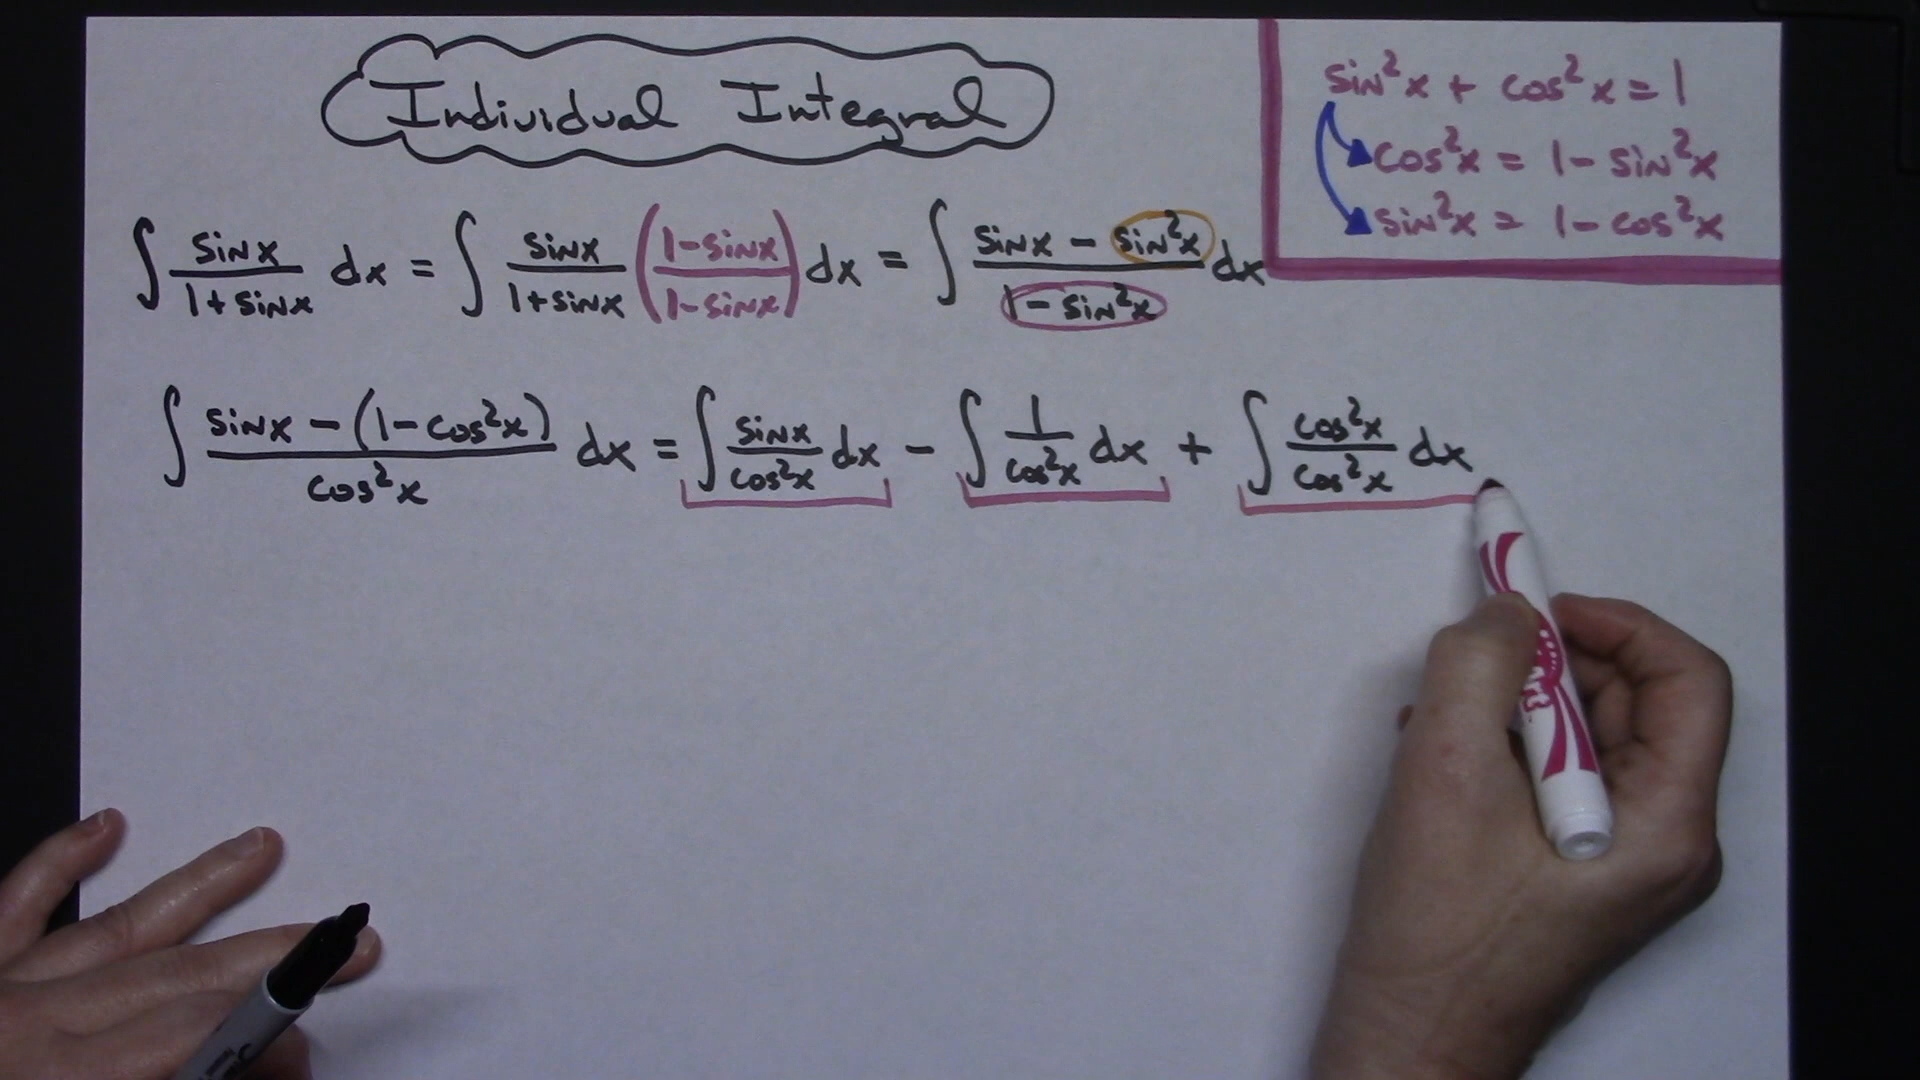 Individual Integral
sin²x + cos²x = 1
cos²x = 1 - sin²x
sin²x = 1 - cos²x
∫ sinx/(1+sinx) dx = ∫ sinx/(1+sinx) ((1-sinx)/(1-sinx)) dx = ∫ (sinx - sin²x)/(1 - sin²x) dx
∫ (sinx - (1-cos²x))/cos²x dx = ∫ sinx/cos²x dx - ∫ 1/cos²x dx + ∫ cos²x/cos²x dx